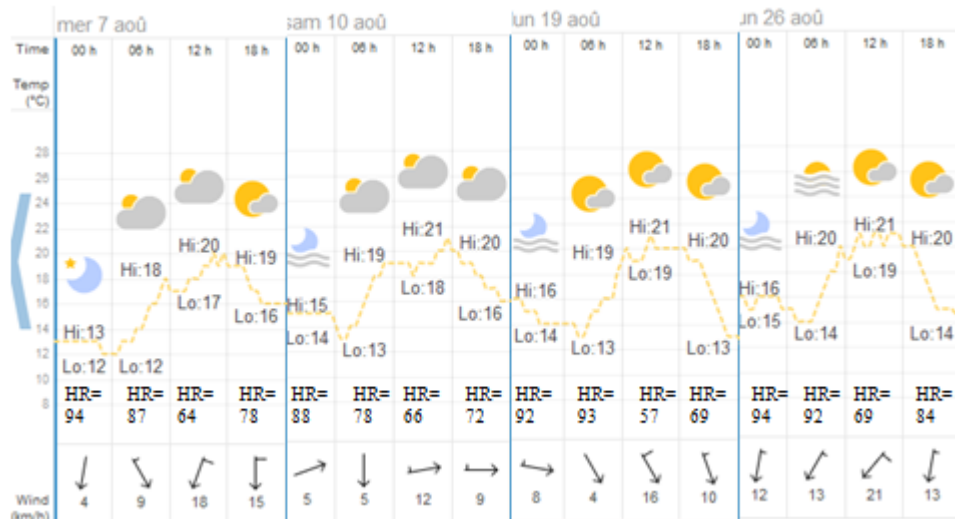 mer 7 aoû sam 10 aoû lun 19 aoû un 26 aoû
Time 00 h 06 h 12 h 18 h 00 h 06 h 12 h 18 h 00 h 06 h 12 h 18 h 00 h 06 h 12 h 18 h
Temp
(°C)
28
26
24
22 Hi:21 Hi:21 Hi:21
20 Hi:20 Hi:19 Hi:19 Hi:20 Hi:19 Hi:20 Hi:20 Hi:20
18 Hi:18 Lo:18 Lo:19 Lo:19
16 Lo:17 Lo:16 Hi:15 Lo:16 Hi:16 Hi:16 Lo:15
14 Hi:13 Lo:14 Lo:14 Lo:14 Lo:14
12 Lo:12 Lo:12 Lo:13 Lo:13 Lo:13
10
8 HR= HR= HR= HR= HR= HR= HR= HR= HR= HR= HR= HR= HR= HR= HR= HR=
94 87 64 78 88 78 66 72 92 93 57 69 94 92 69 84
Wind 4 9 18 15 5 5 12 9 8 4 16 10 12 13 21 13
(km/h)